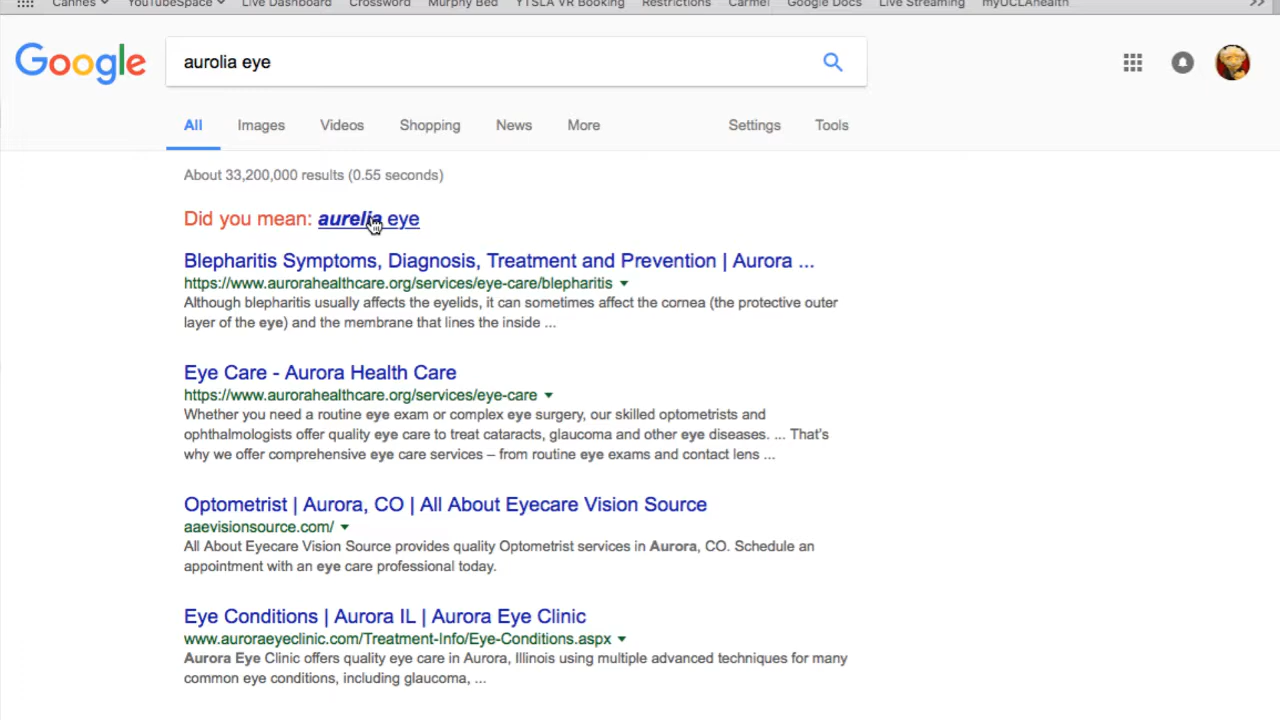 Cannes YouTubeSpace Live Dashboard Crossword Murphy Bed YTSLA VR Booking Restrictions Carmel Google Docs Live Streaming myUCLAhealth >>
Google aurolia eye
All Images Videos Shopping News More Settings Tools
About 33,200,000 results (0.55 seconds)
Did you mean: aurelia eye
Blepharitis Symptoms, Diagnosis, Treatment and Prevention | Aurora ...
https://www.aurorahealthcare.org/services/eye-care/blepharitis
Although blepharitis usually affects the eyelids, it can sometimes affect the cornea (the protective outer
layer of the eye) and the membrane that lines the inside ...
Eye Care - Aurora Health Care
https://www.aurorahealthcare.org/services/eye-care
Whether you need a routine eye exam or complex eye surgery, our skilled optometrists and
ophthalmologists offer quality eye care to treat cataracts, glaucoma and other eye diseases. ... That's
why we offer comprehensive eye care services – from routine eye exams and contact lens ...
Optometrist | Aurora, CO | All About Eyecare Vision Source
aaevisionsource.com/
All About Eyecare Vision Source provides quality Optometrist services in Aurora, CO. Schedule an
appointment with an eye care professional today.
Eye Conditions | Aurora IL | Aurora Eye Clinic
www.auroraeyeclinic.com/Treatment-Info/Eye-Conditions.aspx
Aurora Eye Clinic offers quality eye care in Aurora, Illinois using multiple advanced techniques for many
common eye conditions, including glaucoma, ...